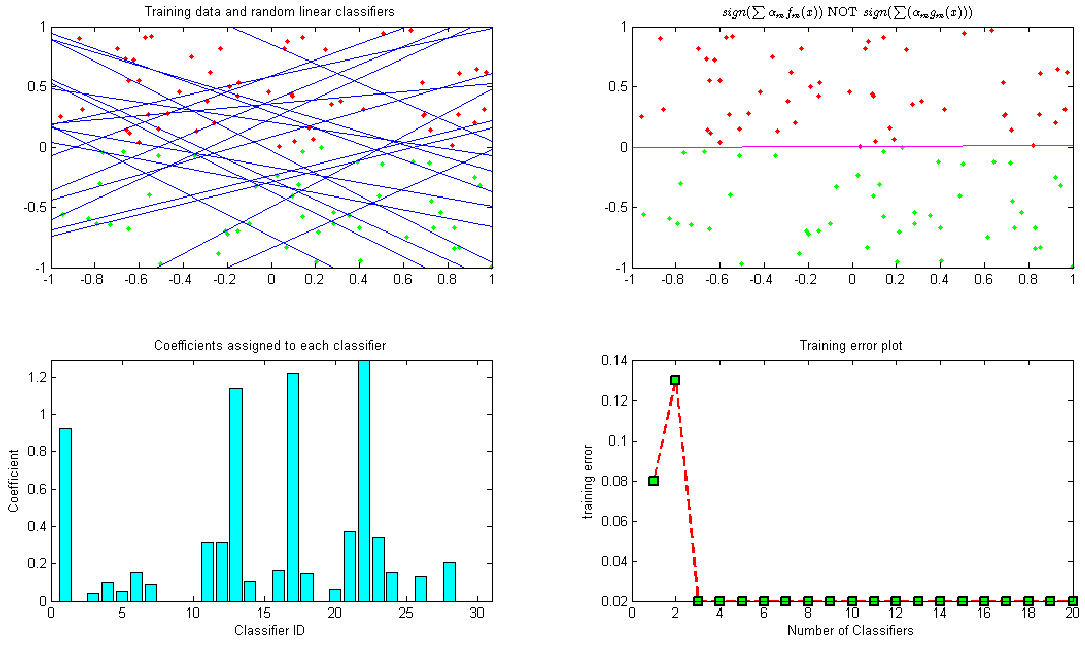 Training data and random linear classifiers
1
0.5
0
-0.5
-1
-1 -0.8 -0.6 -0.4 -0.2 0 0.2 0.4 0.6 0.8 1
sign(∑ αₘfₘ(x)) NOT sign(∑(αₘgₘ(x)))
1
0.5
0
-0.5
-1
-1 -0.8 -0.6 -0.4 -0.2 0 0.2 0.4 0.6 0.8 1
Coefficients assigned to each classifier
Coefficient
1.2
1
0.8
0.6
0.4
0.2
0
0 5 10 15 20 25 30
Classifier ID
Training error plot
training error
0.14
0.12
0.1
0.08
0.06
0.04
0.02
0 2 4 6 8 10 12 14 16 18 20
Number of Classifiers